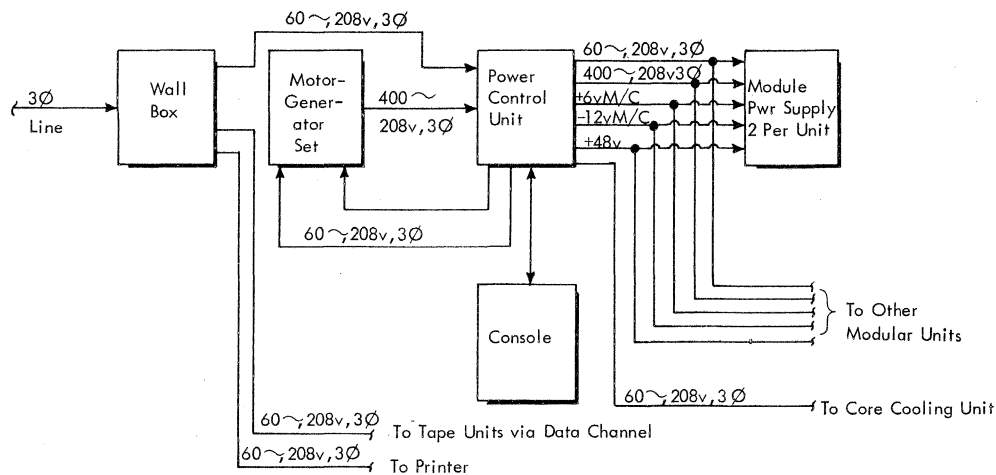 60~, 208v, 3Ø
3Ø
Line
Wall
Box
Motor-
Gener-
ator
Set
400~
208v, 3Ø
Power
Control
Unit
60~, 208v, 3Ø
400~, 208v3Ø
+6vM/C
-12vM/C
+48v
Module
Pwr Supply
2 Per Unit
60~, 208v, 3Ø
Console
To Other
Modular Units
60~, 208v, 3Ø
To Core Cooling Unit
60~, 208v, 3Ø
To Tape Units via Data Channel
60~, 208v, 3Ø
To Printer